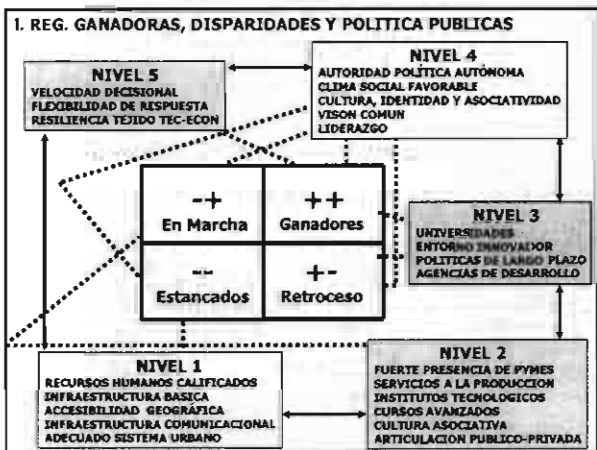 1. REG. GANADORAS, DISPARIDADES Y POLITTICA PUBLICAS
NIVEL 5
VELOCIDAD DECISIONAL
FLEXIBILIDAD DE RESPUESTA
RESILIENCIA TEJIDO TEC-ECON
NIVEL 4
AUTORIDAD POLÍTICA AUTÓNOMA
CLIMA SOCIAL FAVORABLE
CULTURA, IDENTIDAD Y ASOCIATIVIDAD
VISON COMUN
LIDERAZGO
-+
En Marcha
++
Ganadores
--
Estancados
+-
Retroceso
NIVEL 3
UNIVERSIDADES
ENTORNO INNOVADOR
POLITICAS DE LARGO PLAZO
AGENCIAS DE DESARROLLO
NIVEL 1
RECURSOS HUMANOS CALIFICADOS
INFRAESTRUCTURA BASICA
ACCESIBILIDAD GEOGRÁFICA
INFRAESTRUCTURA COMUNICACIONAL
ADECUADO SISTEMA URBANO
NIVEL 2
FUERTE PRESENCIA DE PYMES
SERVICIOS A LA PRODUCCION
INSTITUTOS TECNOLOGICOS
CURSOS AVANZADOS
CULTURA ASOCIATIVA
ARTICULACION PUBLICO-PRIVADA